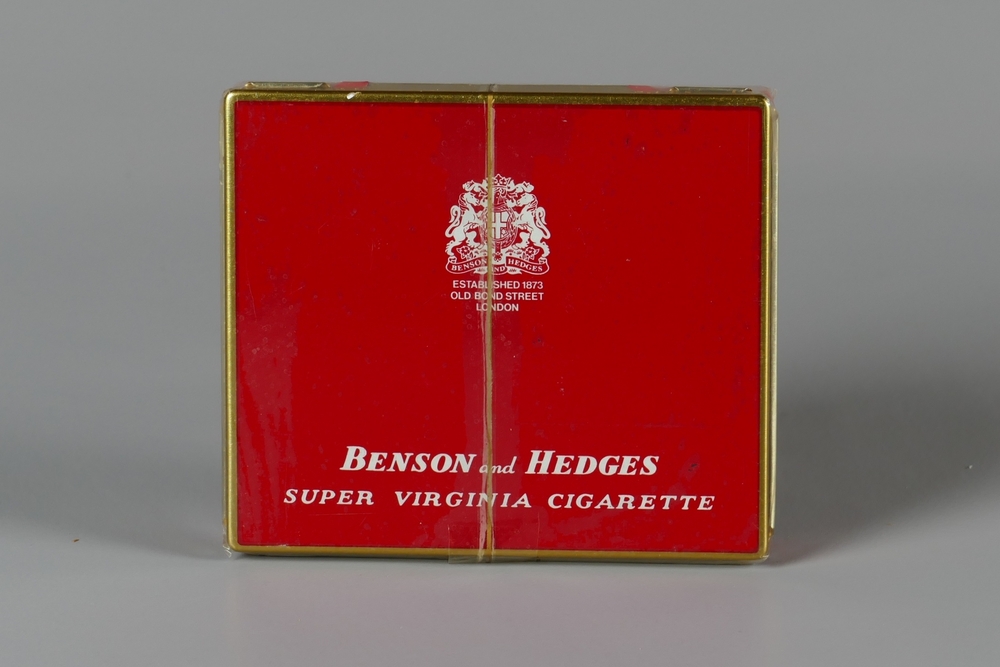 BENSON AND HEDGES
ESTABLISHED 1873
OLD BOND STREET
LONDON
BENSON and HEDGES
SUPER VIRGINIA CIGARETTE